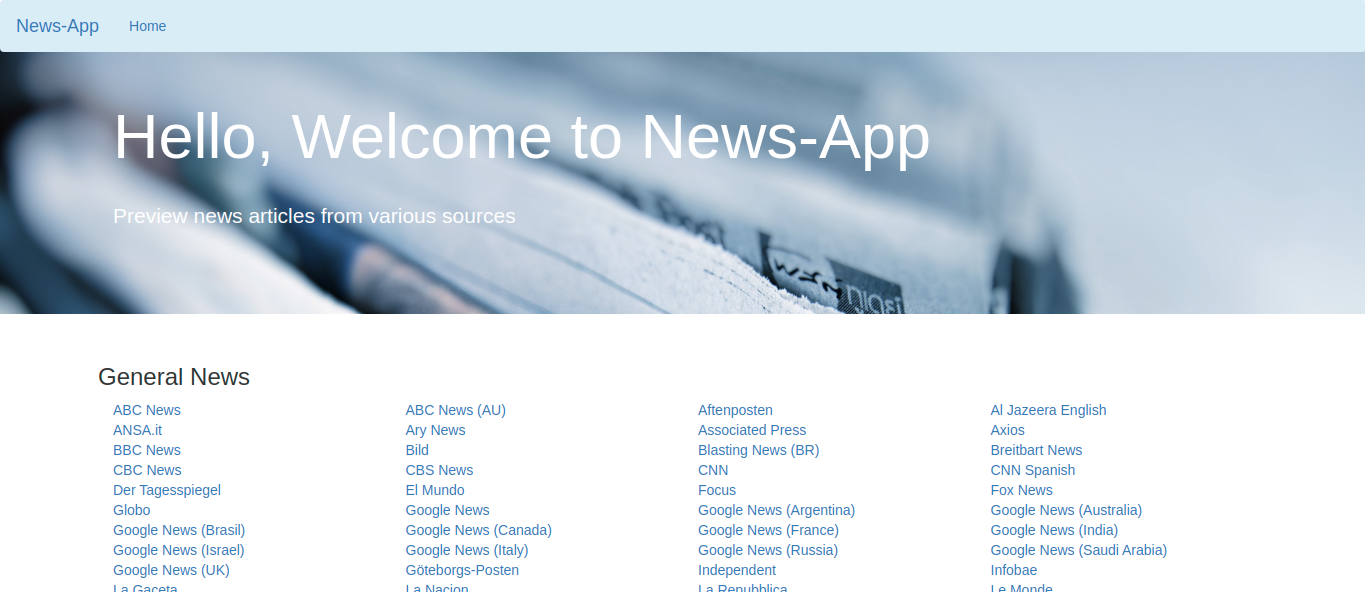 News-App Home
Hello, Welcome to News-App
Preview news articles from various sources
General News
ABC News ABC News (AU) Aftenposten Al Jazeera English
ANSA.it Ary News Associated Press Axios
BBC News Bild Blasting News (BR) Breitbart News
CBC News CBS News CNN CNN Spanish
Der Tagesspiegel El Mundo Focus Fox News
Globo Google News Google News (Argentina) Google News (Australia)
Google News (Brasil) Google News (Canada) Google News (France) Google News (India)
Google News (Israel) Google News (Italy) Google News (Russia) Google News (Saudi Arabia)
Google News (UK) Göteborgs-Posten Independent Infobae
La Gaceta La Nacion La Repubblica Le Monde